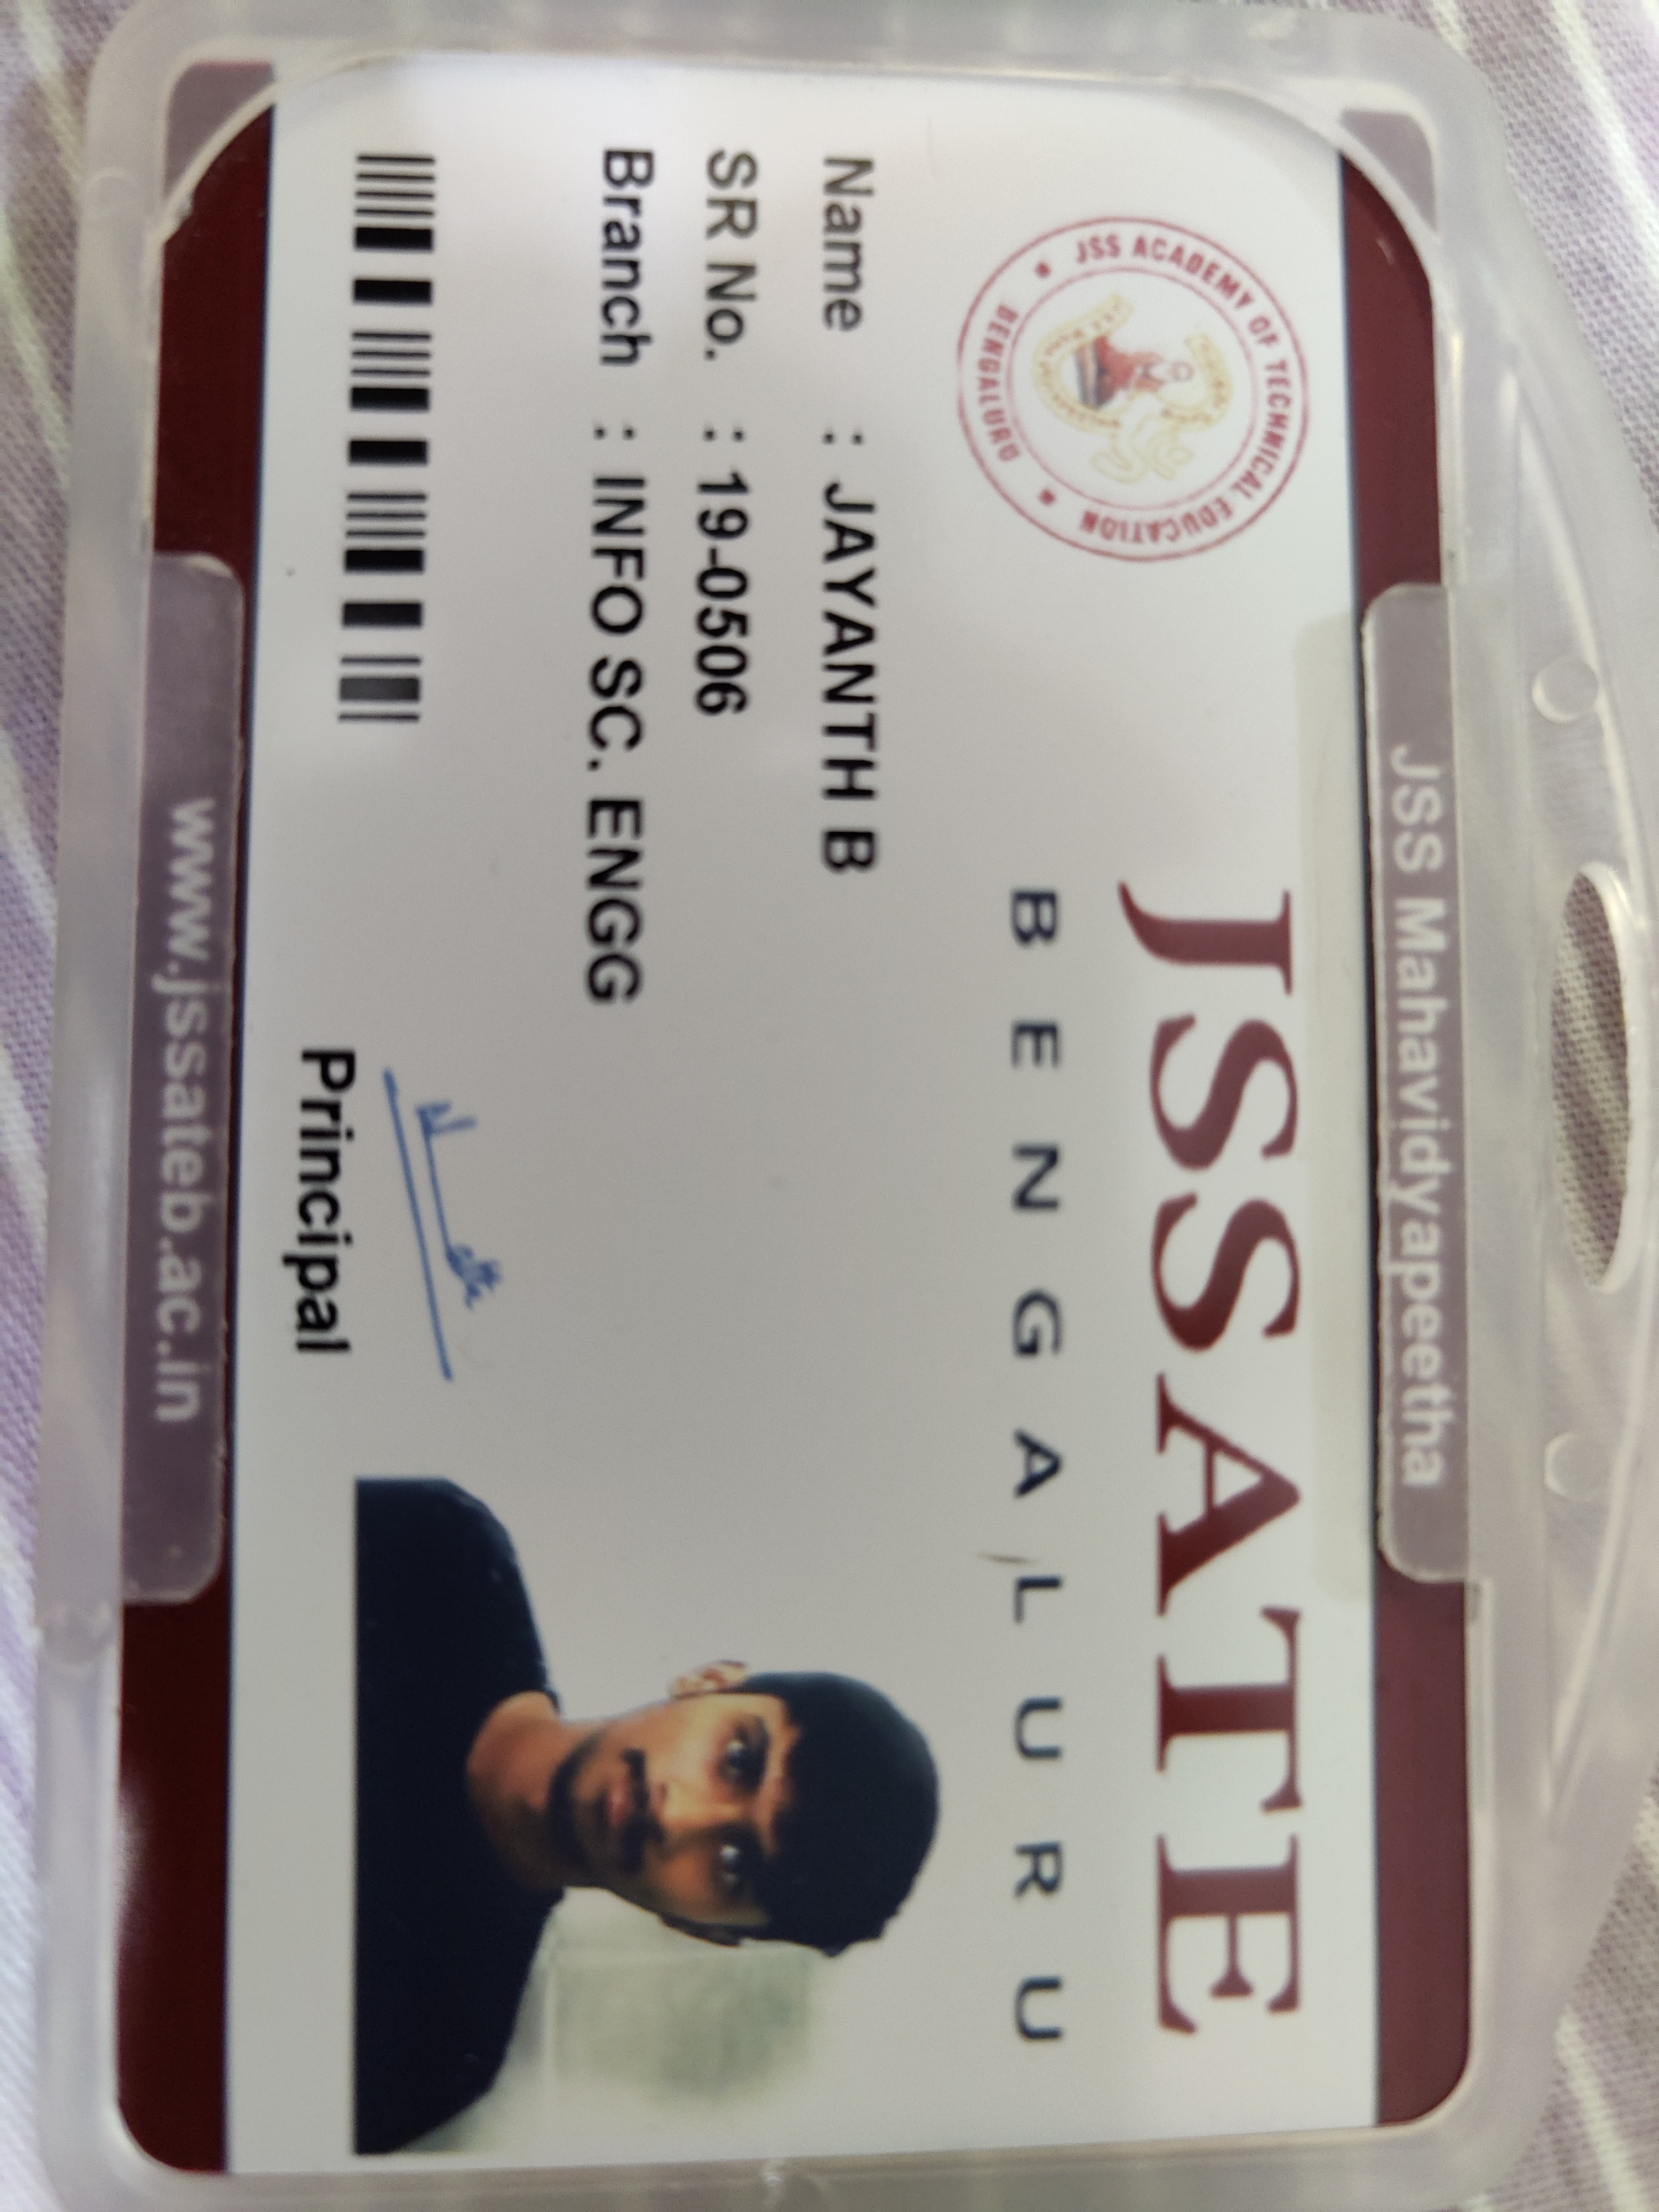 JSS Mahavidyapeetha
JSS ACADEMY OF TECHNICAL EDUCATION
BENGALURU
JSSATE
BENGALURU
Name : JAYANTH B
SR No. : 19-0506
Branch : INFO SC. ENGG
Principal
www.jssateb.ac.in